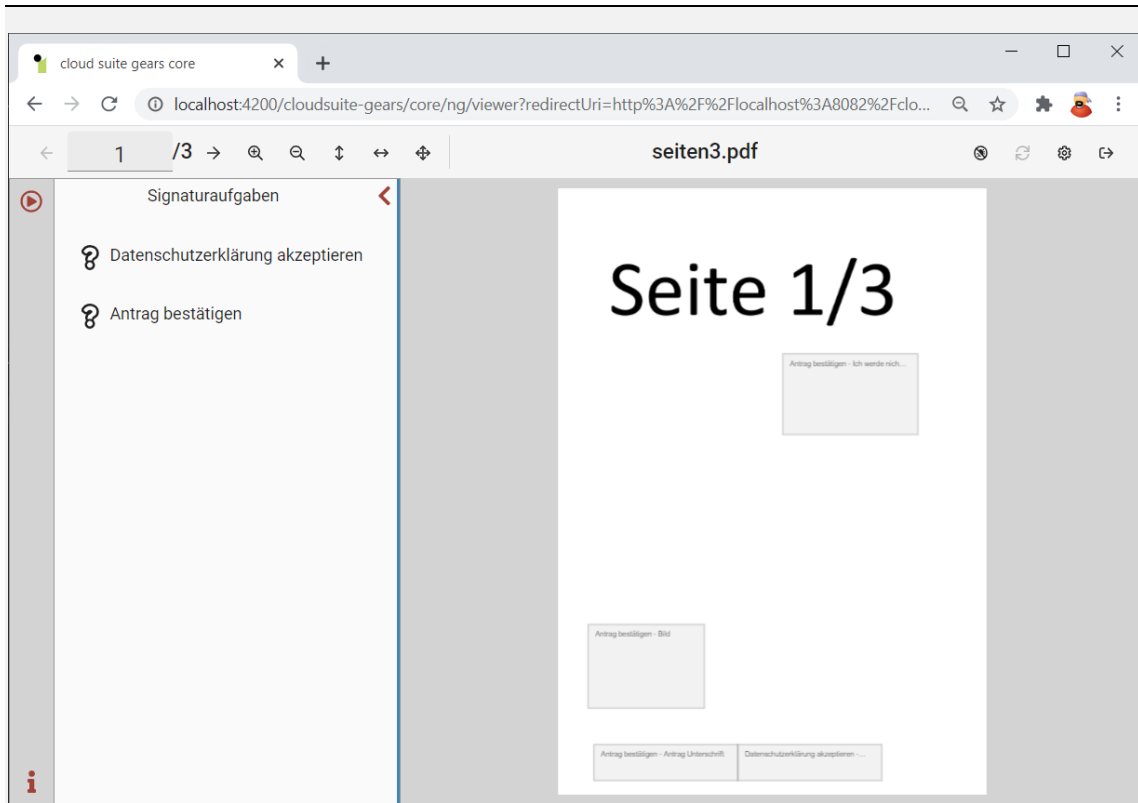 cloud suite gears core
localhost:4200/cloudsuite-gears/core/ng/viewer?redirectUri=http%3A%2F%2Flocalhost%3A8082%2Fclo...
1 /3
seiten3.pdf
Signaturaufgaben
Datenschutzerklärung akzeptieren
Antrag bestätigen
Seite 1/3
Antrag bestätigen - Ich werde nich...
Antrag bestätigen - Bild
Antrag bestätigen - Antrag Unterschrift
Datenschutzerklärung akzeptieren -...